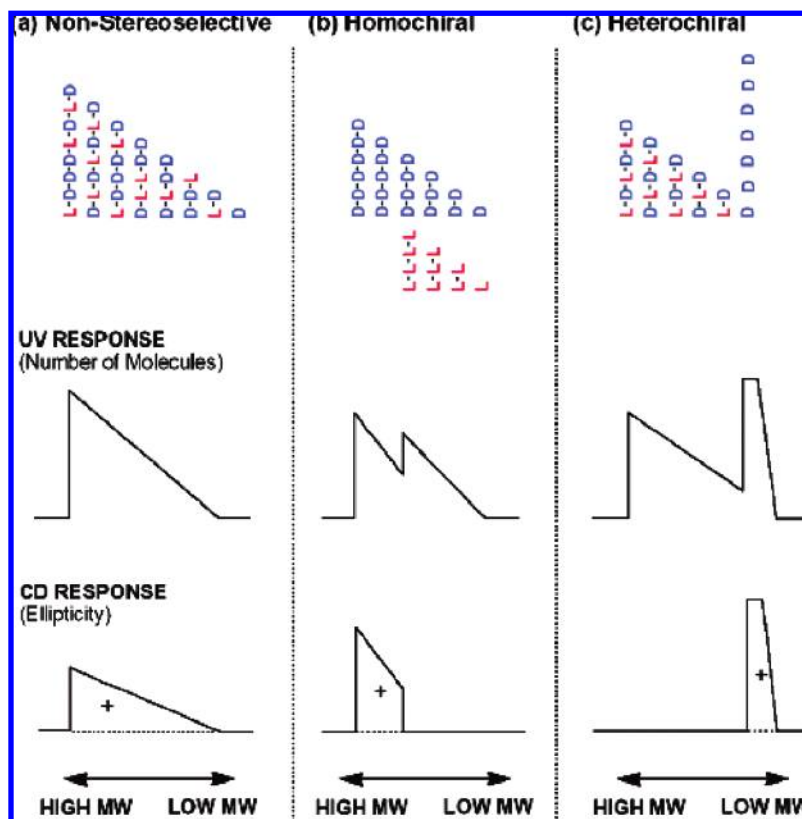 (a) Non-Stereoselective
(b) Homochiral
(c) Heterochiral
D-L-D-L-D-L-D
D-D-L
L-D
D
D-D-D-D-D-D
D-D-D-D-D
D-D-D-D
D-D-D
D-D
D
L-L-L-L
L-L-L
L-L
L
L-D-L-D-L-D
D-L-D-L-D
L-D-L-D
D-L-D
L-D
D D D D D D D
UV RESPONSE
(Number of Molecules)
CD RESPONSE
(Ellipticity)
+
+
+
HIGH MW LOW MW
HIGH MW LOW MW
HIGH MW LOW MW